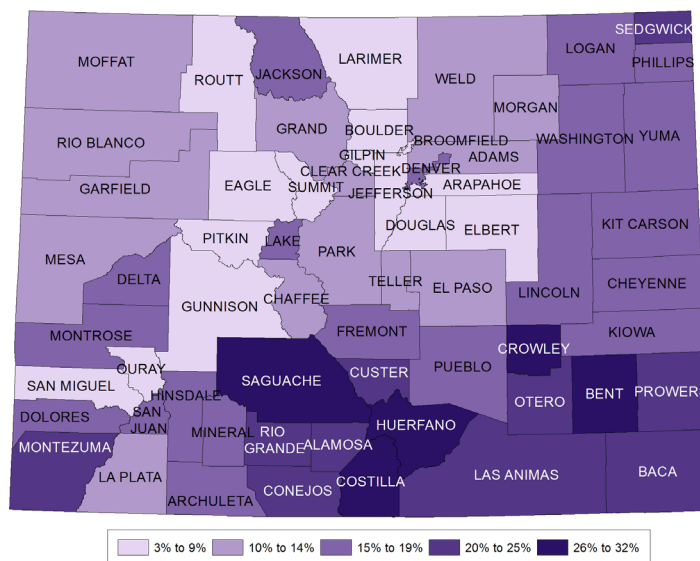 SEDGWICK
LOGAN
PHILLIPS
LARIMER
MOFFAT
JACKSON
ROUTT
WELD
MORGAN
GRAND
BOULDER
RIO BLANCO
BROOMFIELD
WASHINGTON
YUMA
GILPIN
ADAMS
CLEAR CREEK
DENVER
GARFIELD
EAGLE
SUMMIT
JEFFERSON
ARAPAHOE
DOUGLAS
ELBERT
KIT CARSON
PITKIN
LAKE
PARK
MESA
DELTA
TELLER
CHEYENNE
EL PASO
LINCOLN
GUNNISON
CHAFFEE
MONTROSE
FREMONT
KIOWA
CROWLEY
OURAY
PUEBLO
CUSTER
SAN MIGUEL
SAGUACHE
BENT
PROWERS
HINSDALE
OTERO
DOLORES
SAN
JUAN
HUERFANO
MINERAL
RIO
GRANDE
ALAMOSA
MONTEZUMA
LA PLATA
COSTILLA
LAS ANIMAS
BACA
CONEJOS
ARCHULETA
3% to 9%
10% to 14%
15% to 19%
20% to 25%
26% to 32%